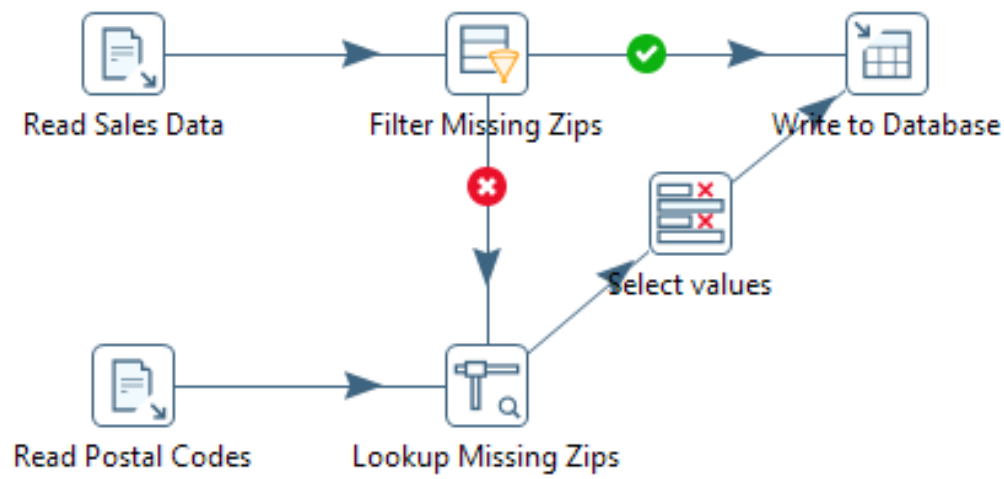 Read Sales Data
Filter Missing Zips
Write to Database
Select values
Read Postal Codes
Lookup Missing Zips